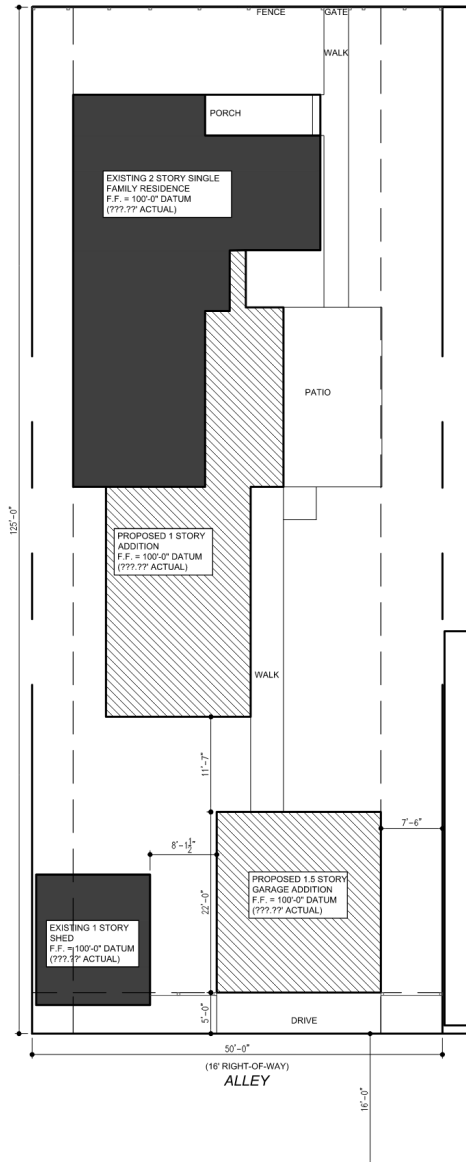 FENCE
GATE
WALK
PORCH
EXISTING 2 STORY SINGLE
FAMILY RESIDENCE
F.F. = 100'-0" DATUM
(???.??' ACTUAL)
PATIO
125'-0"
PROPOSED 1 STORY
ADDITION
F.F. = 100'-0" DATUM
(???.??' ACTUAL)
WALK
11'-7"
7'-6"
8'-1½"
22'-0"
PROPOSED 1.5 STORY
GARAGE ADDITION
F.F. = 100'-0" DATUM
(???.??' ACTUAL)
EXISTING 1 STORY
SHED
F.F. = 100'-0" DATUM
(???.??' ACTUAL)
5'-0"
DRIVE
50'-0"
(16' RIGHT-OF-WAY)
ALLEY
16'-0"